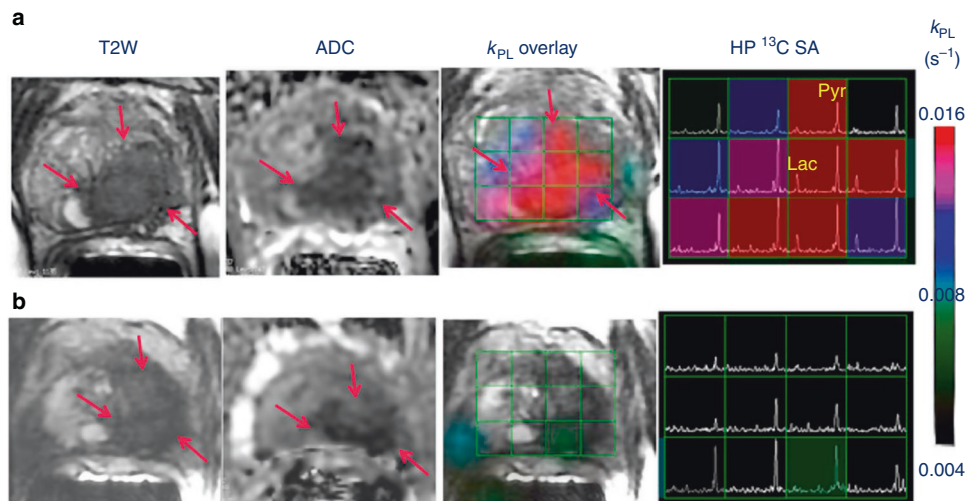 a
T2W
ADC
kPL overlay
HP ¹³C SA
kPL
(s⁻¹)
Pyr
Lac
0.016
0.008
0.004
b